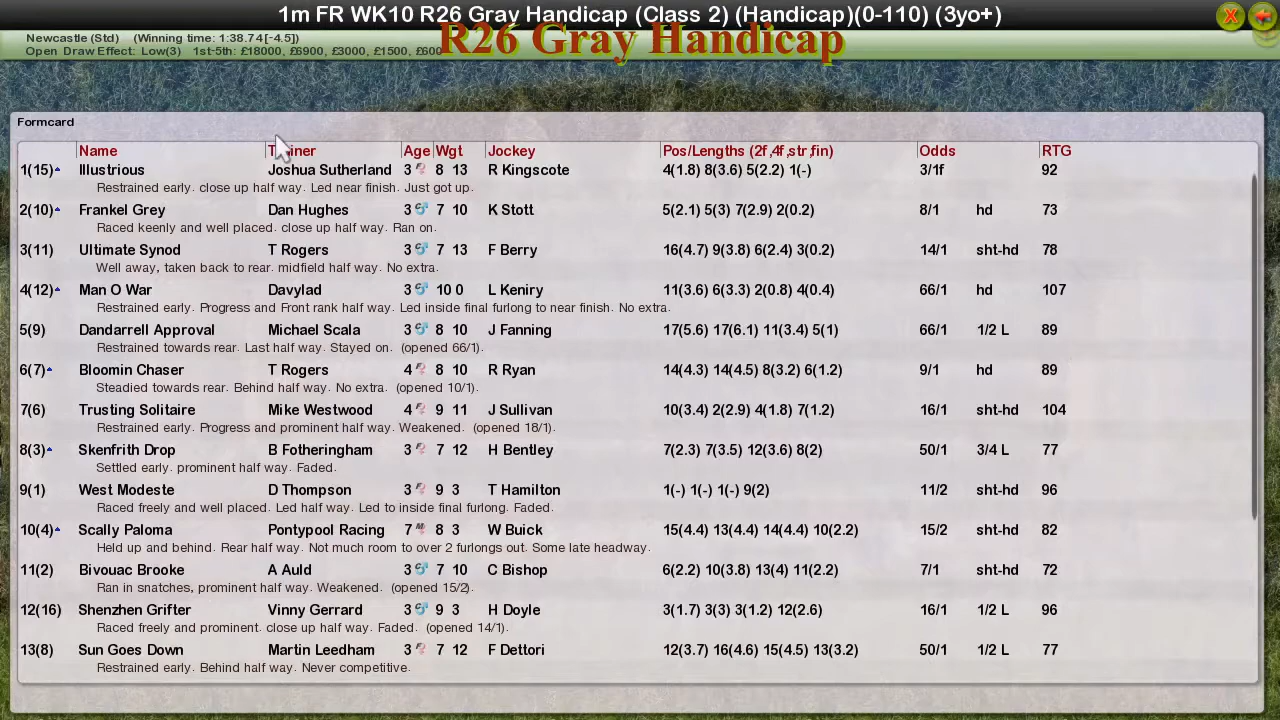 1m FR WK10 R26 Gray Handicap (Class 2) (Handicap)(0-110) (3yo+)
R26 Gray Handicap
Newcastle (Std) (Winning time: 1:38.74 [-4.5])
Open Draw Effect: Low(3) 1st-5th: £18000, £6900, £3000, £1500, £600
Formcard
Name Trainer Age Wgt Jockey Pos/Lengths (2f,4f,str,fin) Odds RTG
1(15) Illustrious Joshua Sutherland 3 8 13 R Kingscote 4(1.8) 8(3.6) 5(2.2) 1(-) 3/1f 92
Restrained early. close up half way. Led near finish. Just got up.
2(10) Frankel Grey Dan Hughes 3 7 10 K Stott 5(2.1) 5(3) 7(2.9) 2(0.2) 8/1 hd 73
Raced keenly and well placed. close up half way. Ran on.
3(11) Ultimate Synod T Rogers 3 7 13 F Berry 16(4.7) 9(3.8) 6(2.4) 3(0.2) 14/1 sht-hd 78
Well away, taken back to rear. midfield half way. No extra.
4(12) Man O War Davylad 3 10 0 L Keniry 11(3.6) 6(3.3) 2(0.8) 4(0.4) 66/1 hd 107
Restrained early. Progress and Front rank half way. Led inside final furlong to near finish. No extra.
5(9) Dandarrell Approval Michael Scala 3 8 10 J Fanning 17(5.6) 17(6.1) 11(3.4) 5(1) 66/1 1/2 L 89
Restrained towards rear. Last half way. Stayed on. (opened 66/1).
6(7) Bloomin Chaser T Rogers 4 8 10 R Ryan 14(4.3) 14(4.5) 8(3.2) 6(1.2) 9/1 hd 89
Steadied towards rear. Behind half way. No extra. (opened 10/1).
7(6) Trusting Solitaire Mike Westwood 4 9 11 J Sullivan 10(3.4) 2(2.9) 4(1.8) 7(1.2) 16/1 sht-hd 104
Restrained early. Progress and prominent half way. Weakened. (opened 18/1).
8(3) Skenfrith Drop B Fotheringham 3 7 12 H Bentley 7(2.3) 7(3.5) 12(3.6) 8(2) 50/1 3/4 L 77
Settled early. prominent half way. Faded.
9(1) West Modeste D Thompson 3 9 3 T Hamilton 1(-) 1(-) 1(-) 9(2) 11/2 sht-hd 96
Raced freely and well placed. Led half way. Led to inside final furlong. Faded.
10(4) Scally Paloma Pontypool Racing 7 8 3 W Buick 15(4.4) 13(4.4) 14(4.4) 10(2.2) 15/2 sht-hd 82
Held up and behind. Rear half way. Not much room to over 2 furlongs out. Some late headway.
11(2) Bivouac Brooke A Auld 3 7 10 C Bishop 6(2.2) 10(3.8) 13(4) 11(2.2) 7/1 sht-hd 72
Ran in snatches, prominent half way. Weakened. (opened 15/2).
12(16) Shenzhen Grifter Vinny Gerrard 3 9 3 H Doyle 3(1.7) 3(3) 3(1.2) 12(2.6) 16/1 1/2 L 96
Raced freely and prominent. close up half way. Faded. (opened 14/1).
13(8) Sun Goes Down Martin Leedham 3 7 12 F Dettori 12(3.7) 16(4.6) 15(4.5) 13(3.2) 50/1 1/2 L 77
Restrained early. Behind half way. Never competitive.